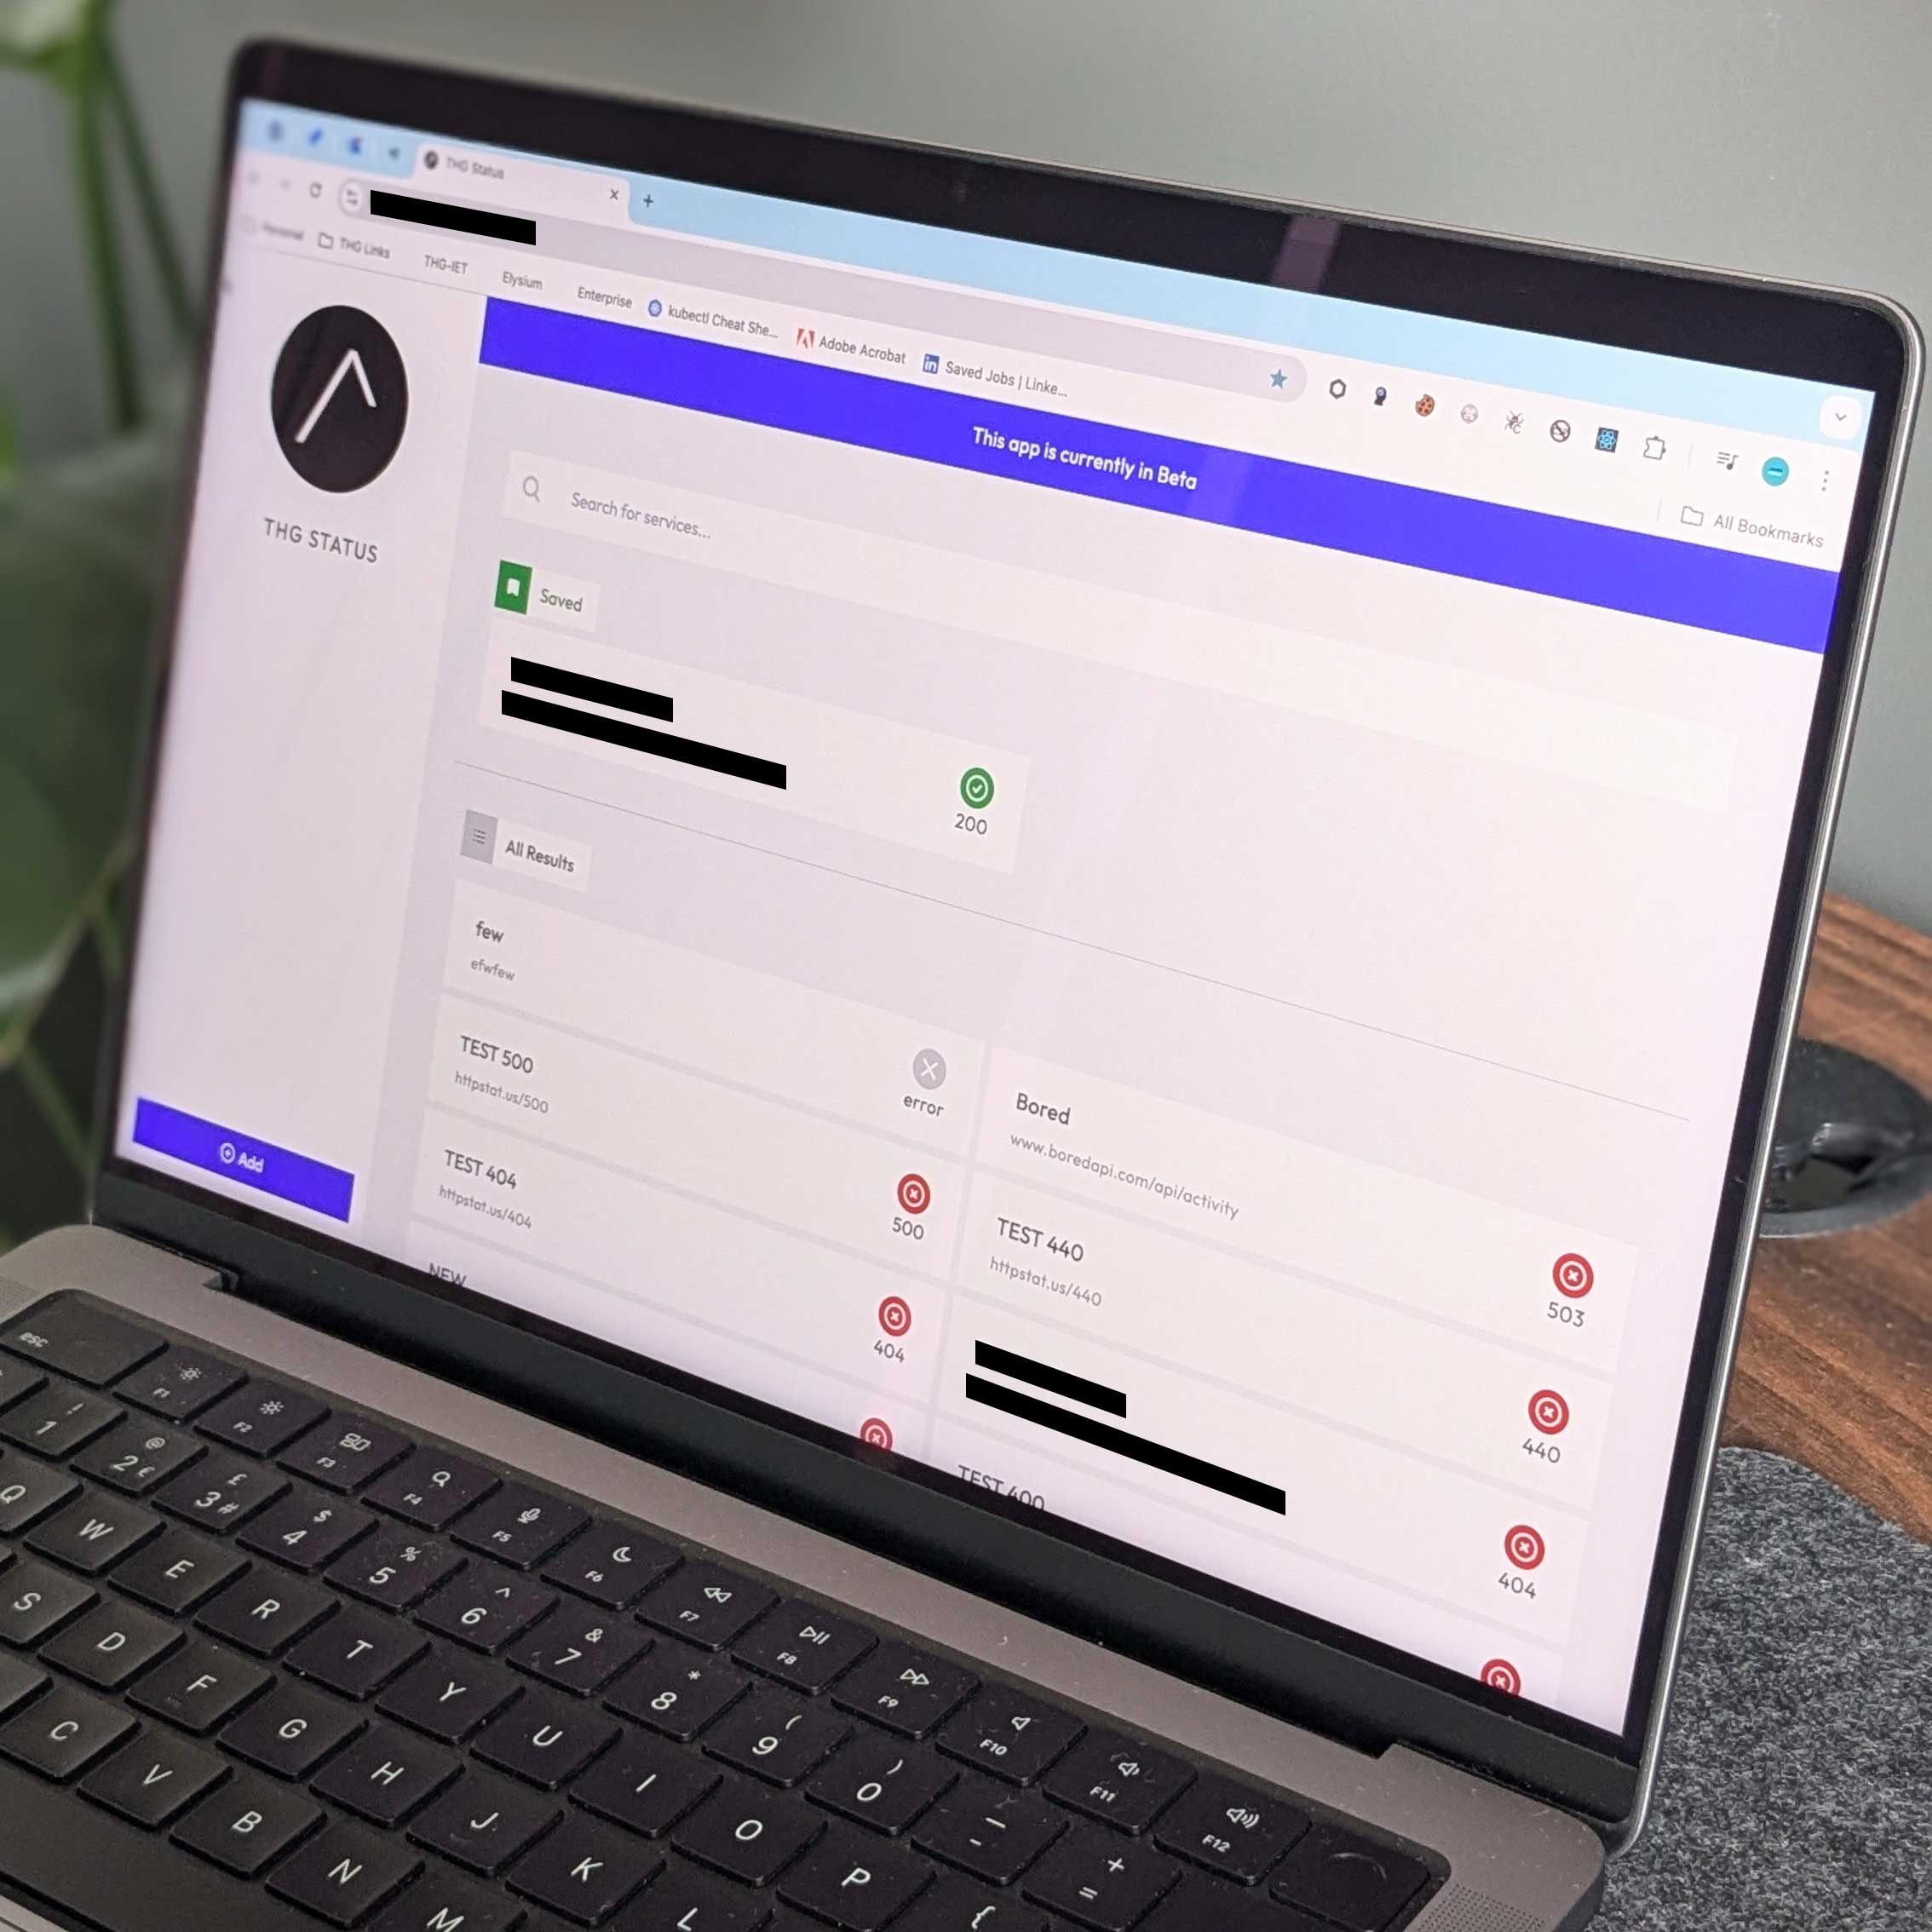 THG Status
Personal
THG Links
THG-IET
Elysium
Enterprise
kubectl Cheat She...
Adobe Acrobat
Saved Jobs | Linke...
All Bookmarks
THG STATUS
This app is currently in Beta
Search for services...
Saved
200
All Results
few
efwfew
error
Bored
www.boredapi.com/api/activity
503
TEST 500
httpstat.us/500
500
TEST 440
httpstat.us/440
440
TEST 404
httpstat.us/404
404
404
NEW
TEST 400
Add
esc
F1
F2
F3
F4
F5
F6
F7
F8
F9
F10
F11
F12
! 1
@ 2 €
£ 3 #
$ 4
% 5
^ 6
& 7
* 8
( 9
) 0
_ -
+ =
Q
W
E
R
T
Y
U
I
O
P
{
S
D
F
G
H
J
K
L
C
V
B
N
M